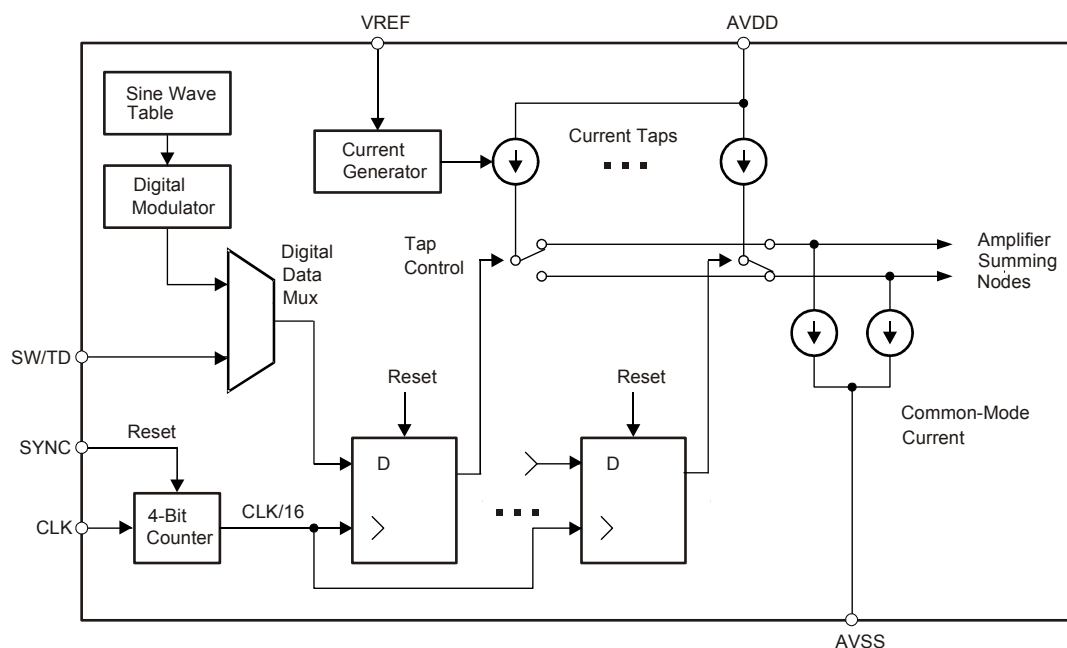 VREF
AVDD
Sine Wave
Table
Current
Generator
Current Taps
Digital
Modulator
Digital
Data
Mux
Tap
Control
Amplifier
Summing
Nodes
SW/TD
Reset
Reset
Common-Mode
Current
SYNC
Reset
D
D
CLK
4-Bit
Counter
CLK/16
AVSS